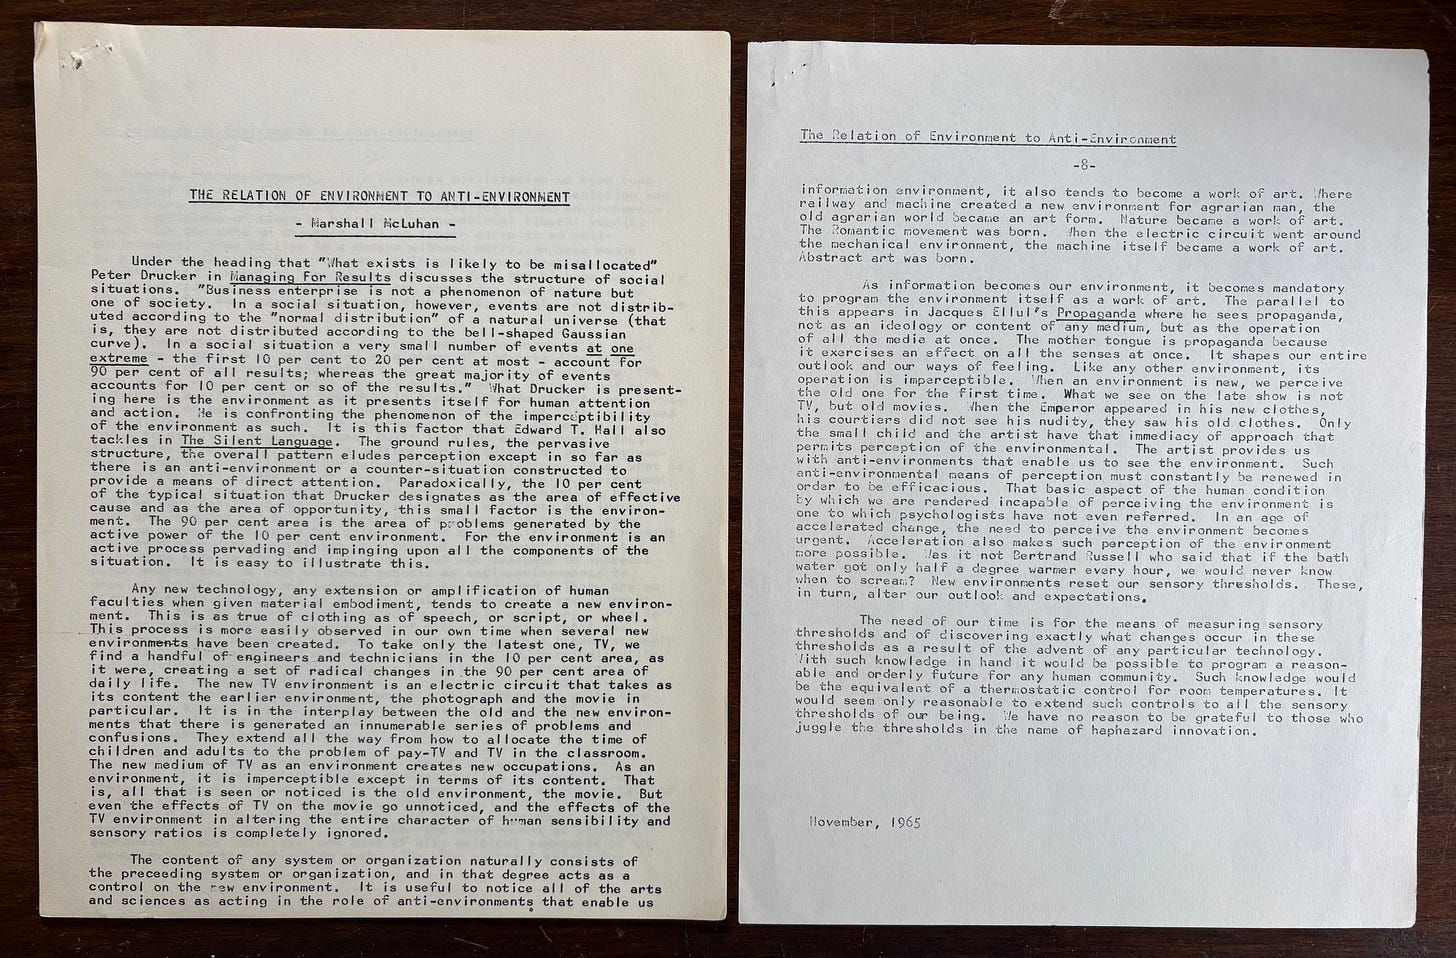 THE RELATION OF ENVIRONMENT TO ANTI-ENVIRONMENT
- Marshall McLuhan -
Under the heading that "What exists is likely to be misallocated"
Peter Drucker in Managing For Results discusses the structure of social
situations. "Business enterprise is not a phenomenon of nature but
one of society. In a social situation, however, events are not distrib-
uted according to the "normal distribution" of a natural universe (that
is, they are not distributed according to the bell-shaped Gaussian
curve). In a social situation a very small number of events at one
extreme - the first 10 per cent to 20 per cent at most - account for
90 per cent of all results; whereas the great majority of events
accounts for 10 per cent or so of the results." What Drucker is present-
ing here is the environment as it presents itself for human attention
and action. He is confronting the phenomenon of the imperceptibility
of the environment as such. It is this factor that Edward T. Hall also
tackles in The Silent Language. The ground rules, the pervasive
structure, the overall pattern eludes perception except in so far as
there is an anti-environment or a counter-situation constructed to
provide a means of direct attention. Paradoxically, the 10 per cent
of the typical situation that Drucker designates as the area of effective
cause and as the area of opportunity, this small factor is the environ-
ment. The 90 per cent area is the area of problems generated by the
active power of the 10 per cent environment. For the environment is an
active process pervading and impinging upon all the components of the
situation. It is easy to illustrate this.
Any new technology, any extension or amplification of human
faculties when given material embodiment, tends to create a new environ-
ment. This is as true of clothing as of speech, or script, or wheel.
This process is more easily observed in our own time when several new
environments have been created. To take only the latest one, TV, we
find a handful of engineers and technicians in the 10 per cent area, as
it were, creating a set of radical changes in the 90 per cent area of
daily life. The new TV environment is an electric circuit that takes as
its content the earlier environment, the photograph and the movie in
particular. It is in the interplay between the old and the new environ-
ments that there is generated an innumerable series of problems and
confusions. They extend all the way from how to allocate the time of
children and adults to the problem of pay-TV and TV in the classroom.
The new medium of TV as an environment creates new occupations. As an
environment, it is imperceptible except in terms of its content. That
is, all that is seen or noticed is the old environment, the movie. But
even the effects of TV on the movie go unnoticed, and the effects of the
TV environment in altering the entire character of human sensibility and
sensory ratios is completely ignored.
The content of any system or organization naturally consists of
the preceeding system or organization, and in that degree acts as a
control on the new environment. It is useful to notice all of the arts
and sciences as acting in the role of anti-environments that enable us
The Relation of Environment to Anti-Environment
-8-
information environment, it also tends to become a work of art. Where
railway and machine created a new environment for agrarian man, the
old agrarian world became an art form. Nature became a work of art.
The Romantic movement was born. When the electric circuit went around
the mechanical environment, the machine itself became a work of art.
Abstract art was born.
As information becomes our environment, it becomes mandatory
to program the environment itself as a work of art. The parallel to
this appears in Jacques Ellul's Propaganda where he sees propaganda,
not as an ideology or content of any medium, but as the operation
of all the media at once. The mother tongue is propaganda because
it exercises an effect on all the senses at once. It shapes our entire
outlook and our ways of feeling. Like any other environment, its
operation is imperceptible. When an environment is new, we perceive
the old one for the first time. What we see on the late show is not
TV, but old movies. When the Emperor appeared in his new clothes,
his courtiers did not see his nudity, they saw his old clothes. Only
the small child and the artist have that immediacy of approach that
permits perception of the environmental. The artist provides us
with anti-environments that enable us to see the environment. Such
anti-environmental means of perception must constantly be renewed in
order to be efficacious. That basic aspect of the human condition
by which we are rendered incapable of perceiving the environment is
one to which psychologists have not even referred. In an age of
accelerated change, the need to perceive the environment becomes
urgent. Acceleration also makes such perception of the environment
more possible. Was it not Bertrand Russell who said that if the bath
water got only half a degree warmer every hour, we would never know
when to scream? New environments reset our sensory thresholds. These,
in turn, alter our outlook and expectations.
The need of our time is for the means of measuring sensory
thresholds and of discovering exactly what changes occur in these
thresholds as a result of the advent of any particular technology.
With such knowledge in hand it would be possible to program a reason-
able and orderly future for any human community. Such knowledge would
be the equivalent of a thermostatic control for room temperatures. It
would seem only reasonable to extend such controls to all the sensory
thresholds of our being. We have no reason to be grateful to those who
juggle the thresholds in the name of haphazard innovation.
November, 1965